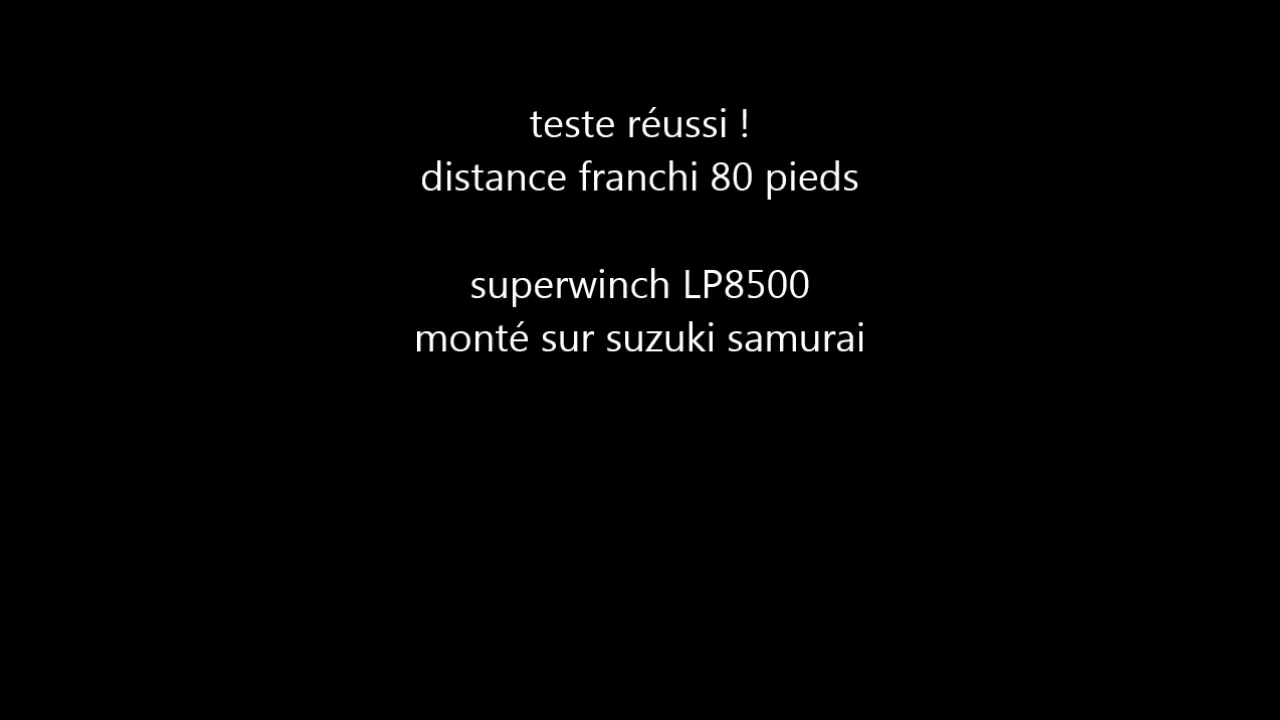 teste réussi !
distance franchi 80 pieds
superwinch LP8500
monté sur suzuki samurai